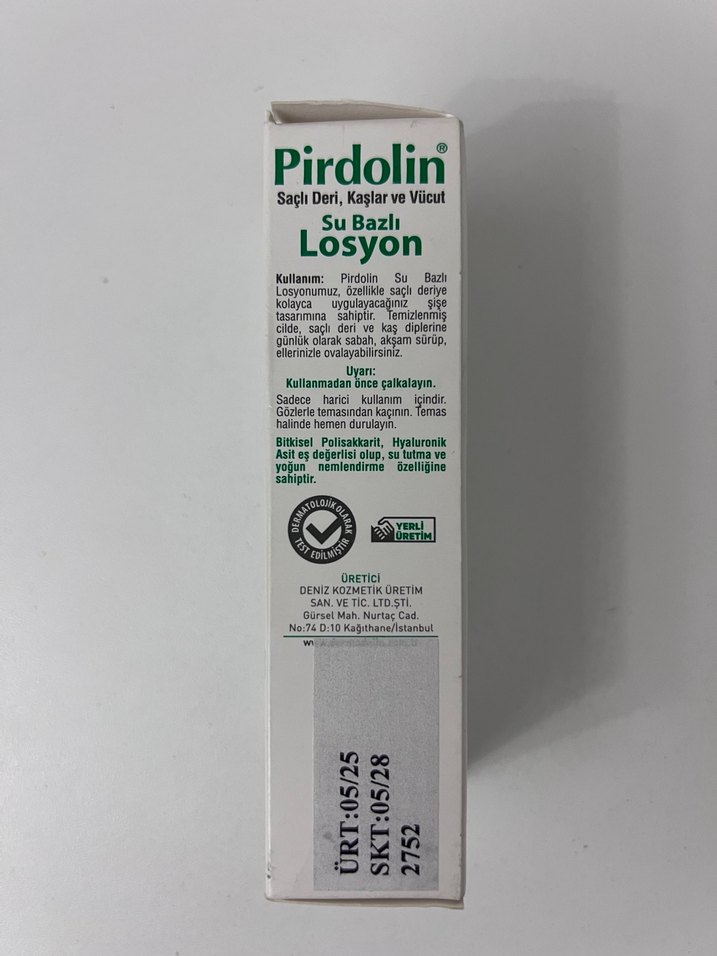 Pirdolin®
Saçlı Deri, Kaşlar ve Vücut
Su Bazlı
Losyon
Kullanım: Pirdolin Su Bazlı
Losyonumuz, özellikle saçlı deriye
kolayca uygulayacağınız şişe
tasarımına sahiptir. Temizlenmiş
cilde, saçlı deri ve kaş diplerine
günlük olarak sabah, akşam sürüp,
ellerinizle ovalayabilirsiniz.
Uyarı:
Kullanmadan önce çalkalayın.
Sadece harici kullanım içindir.
Gözlerle temasından kaçının. Temas
halinde hemen durulayın.
Bitkisel Polisakkarit, Hyaluronik
Asit eş değerlisi olup, su tutma ve
yoğun nemlendirme özelliğine
sahiptir.
DERMATOLOJİK OLARAK
TEST EDİLMİŞTİR
YERLİ
ÜRETİM
ÜRETİCİ
DENİZ KOZMETİK ÜRETİM
SAN. VE TİC. LTD.ŞTİ.
Gürsel Mah. Nurtaç Cad.
No:74 D:10 Kağıthane/İstanbul
ÜRT:05/25
SKT:05/28
2752